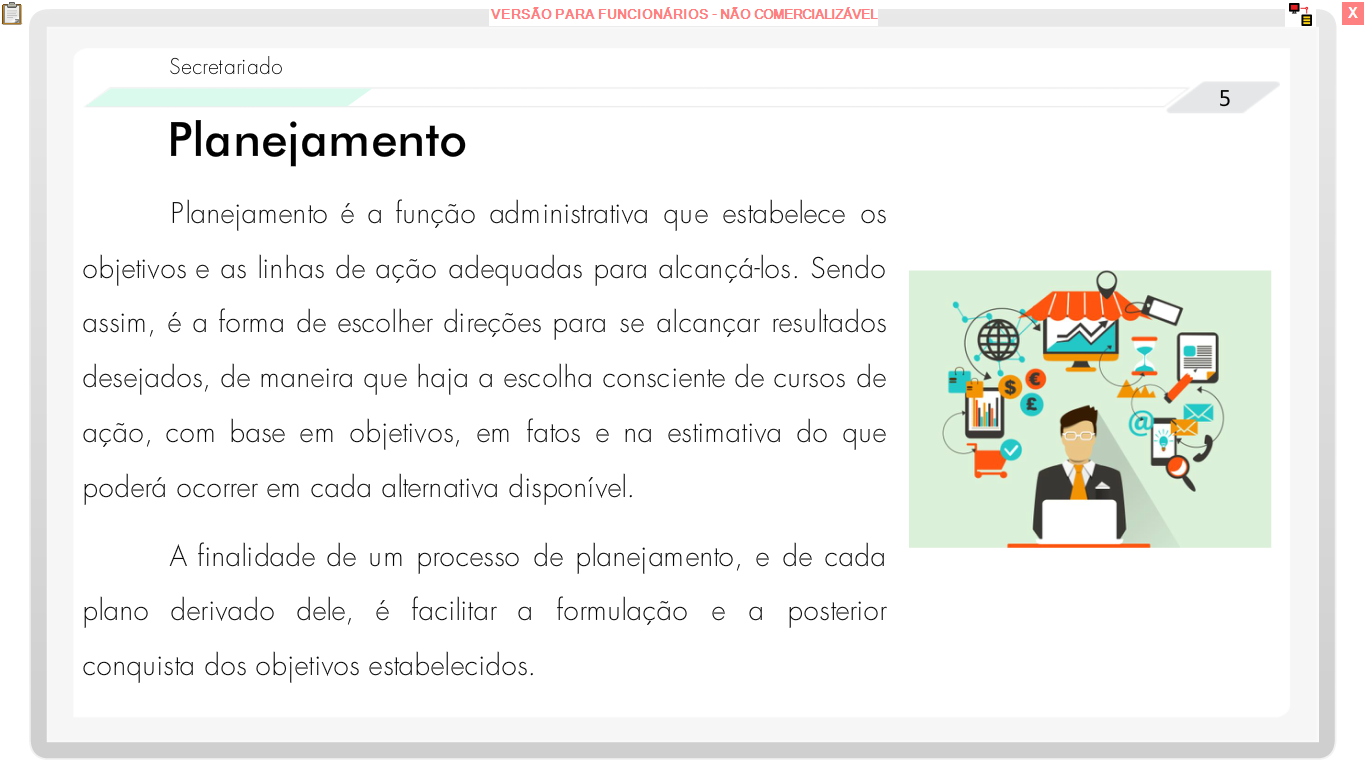 VERSÃO PARA FUNCIONÁRIOS - NÃO COMERCIALIZÁVEL
X
Secretariado
5
Planejamento
Planejamento é a função administrativa que estabelece os
objetivos e as linhas de ação adequadas para alcançá-los. Sendo
assim, é a forma de escolher direções para se alcançar resultados
desejados, de maneira que haja a escolha consciente de cursos de
ação, com base em objetivos, em fatos e na estimativa do que
poderá ocorrer em cada alternativa disponível.
A finalidade de um processo de planejamento, e de cada
plano derivado dele, é facilitar a formulação e a posterior
conquista dos objetivos estabelecidos.
$
€
£
@